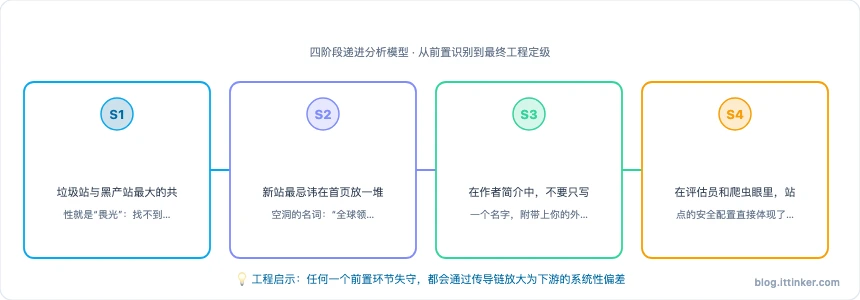 四阶段递进分析模型 · 从前置识别到最终工程定级
S1
垃圾站与黑产站最大的共
性就是“畏光”：找不到...
S2
新站最忌讳在首页放一堆
空洞的名词：“全球领...
S3
在作者简介中，不要只写
一个名字，附带上你的外...
S4
在评估员和爬虫眼里，站
点的安全配置直接体现了...
💡 工程启示：任何一个前置环节失守，都会通过传导链放大为下游的系统性偏差
blog.ittinker.com